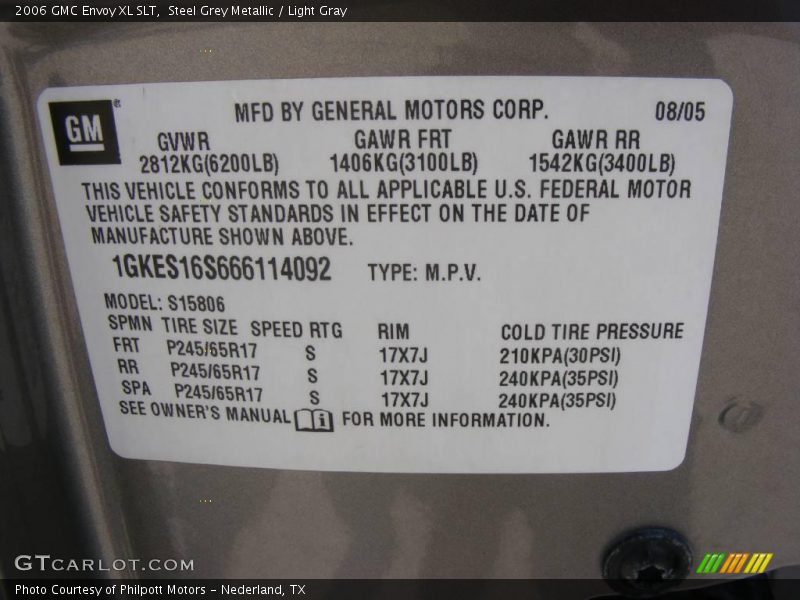 2006 GMC Envoy XL SLT,  Steel Grey Metallic / Light Gray
GM®
MFD BY GENERAL MOTORS CORP. 08/05
GVWR GAWR FRT GAWR RR
2812KG(6200LB) 1406KG(3100LB) 1542KG(3400LB)
THIS VEHICLE CONFORMS TO ALL APPLICABLE U.S. FEDERAL MOTOR
VEHICLE SAFETY STANDARDS IN EFFECT ON THE DATE OF
MANUFACTURE SHOWN ABOVE.
1GKES16S666114092 TYPE: M.P.V.
MODEL: S15806
SPMN TIRE SIZE SPEED RTG RIM COLD TIRE PRESSURE
FRT P245/65R17 S 17X7J 210KPA(30PSI)
RR P245/65R17 S 17X7J 240KPA(35PSI)
SPA P245/65R17 S 17X7J 240KPA(35PSI)
SEE OWNER'S MANUAL i FOR MORE INFORMATION.
GTCARLOT.COM
Photo Courtesy of Philpott Motors - Nederland, TX